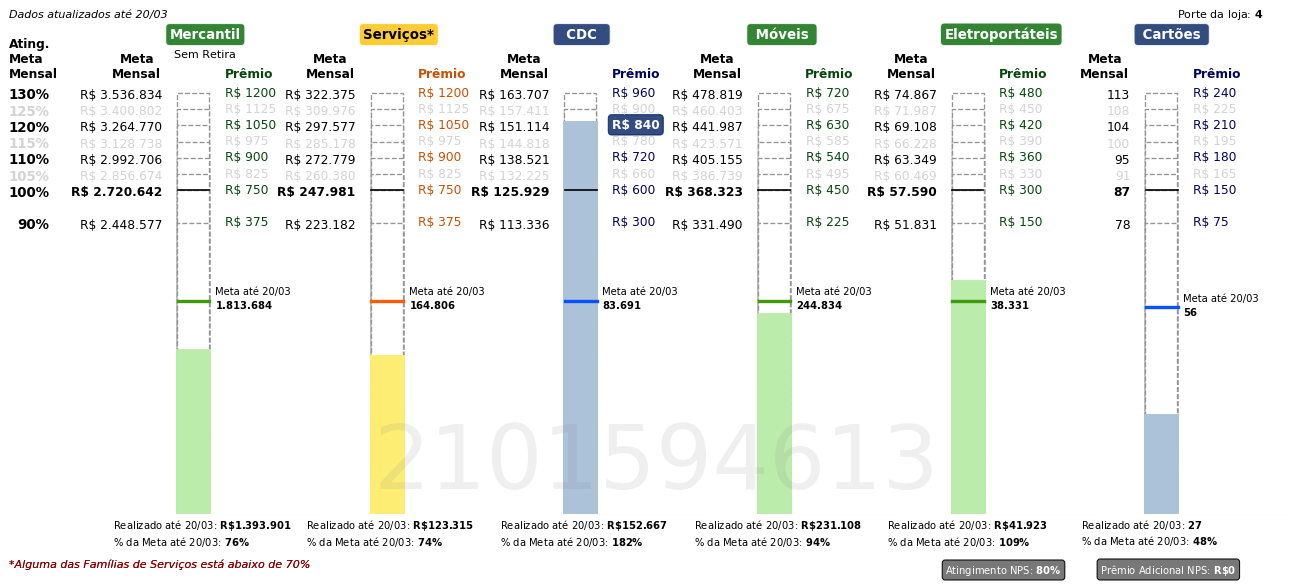 Dados atualizados até 20/03
Porte da loja: 4
Mercantil Serviços* CDC Móveis Eletroportáteis Cartões
Sem Retira
Ating. Meta Mensal
Meta Mensal Prêmio Meta Mensal Prêmio Meta Mensal Prêmio Meta Mensal Prêmio Meta Mensal Prêmio Meta Mensal Prêmio
130% R$ 3.536.834 R$ 1200 R$ 322.375 R$ 1200 R$ 163.707 R$ 960 R$ 478.819 R$ 720 R$ 74.867 R$ 480 113 R$ 240
125% R$ 3.400.802 R$ 1125 R$ 309.976 R$ 1125 R$ 157.411 R$ 900 R$ 460.403 R$ 675 R$ 71.987 R$ 450 108 R$ 225
120% R$ 3.264.770 R$ 1050 R$ 297.577 R$ 1050 R$ 151.114 R$ 840 R$ 441.987 R$ 630 R$ 69.108 R$ 420 104 R$ 210
115% R$ 3.128.738 R$ 975 R$ 285.178 R$ 975 R$ 144.818 R$ 780 R$ 423.571 R$ 585 R$ 66.228 R$ 390 100 R$ 195
110% R$ 2.992.706 R$ 900 R$ 272.779 R$ 900 R$ 138.521 R$ 720 R$ 405.155 R$ 540 R$ 63.349 R$ 360 95 R$ 180
105% R$ 2.856.674 R$ 825 R$ 260.380 R$ 825 R$ 132.225 R$ 660 R$ 386.739 R$ 495 R$ 60.469 R$ 330 91 R$ 165
100% R$ 2.720.642 R$ 750 R$ 247.981 R$ 750 R$ 125.929 R$ 600 R$ 368.323 R$ 450 R$ 57.590 R$ 300 87 R$ 150
90% R$ 2.448.577 R$ 375 R$ 223.182 R$ 375 R$ 113.336 R$ 300 R$ 331.490 R$ 225 R$ 51.831 R$ 150 78 R$ 75
Meta até 20/03 Meta até 20/03 Meta até 20/03 Meta até 20/03 Meta até 20/03 Meta até 20/03
1.813.684 164.806 83.691 244.834 38.331 56
2101594613
Realizado até 20/03: R$1.393.901 Realizado até 20/03: R$123.315 Realizado até 20/03: R$152.667 Realizado até 20/03: R$231.108 Realizado até 20/03: R$41.923 Realizado até 20/03: 27
% da Meta até 20/03: 76% % da Meta até 20/03: 74% % da Meta até 20/03: 182% % da Meta até 20/03: 94% % da Meta até 20/03: 109% % da Meta até 20/03: 48%
*Alguma das Famílias de Serviços está abaixo de 70%
Atingimento NPS: 80% Prêmio Adicional NPS: R$0